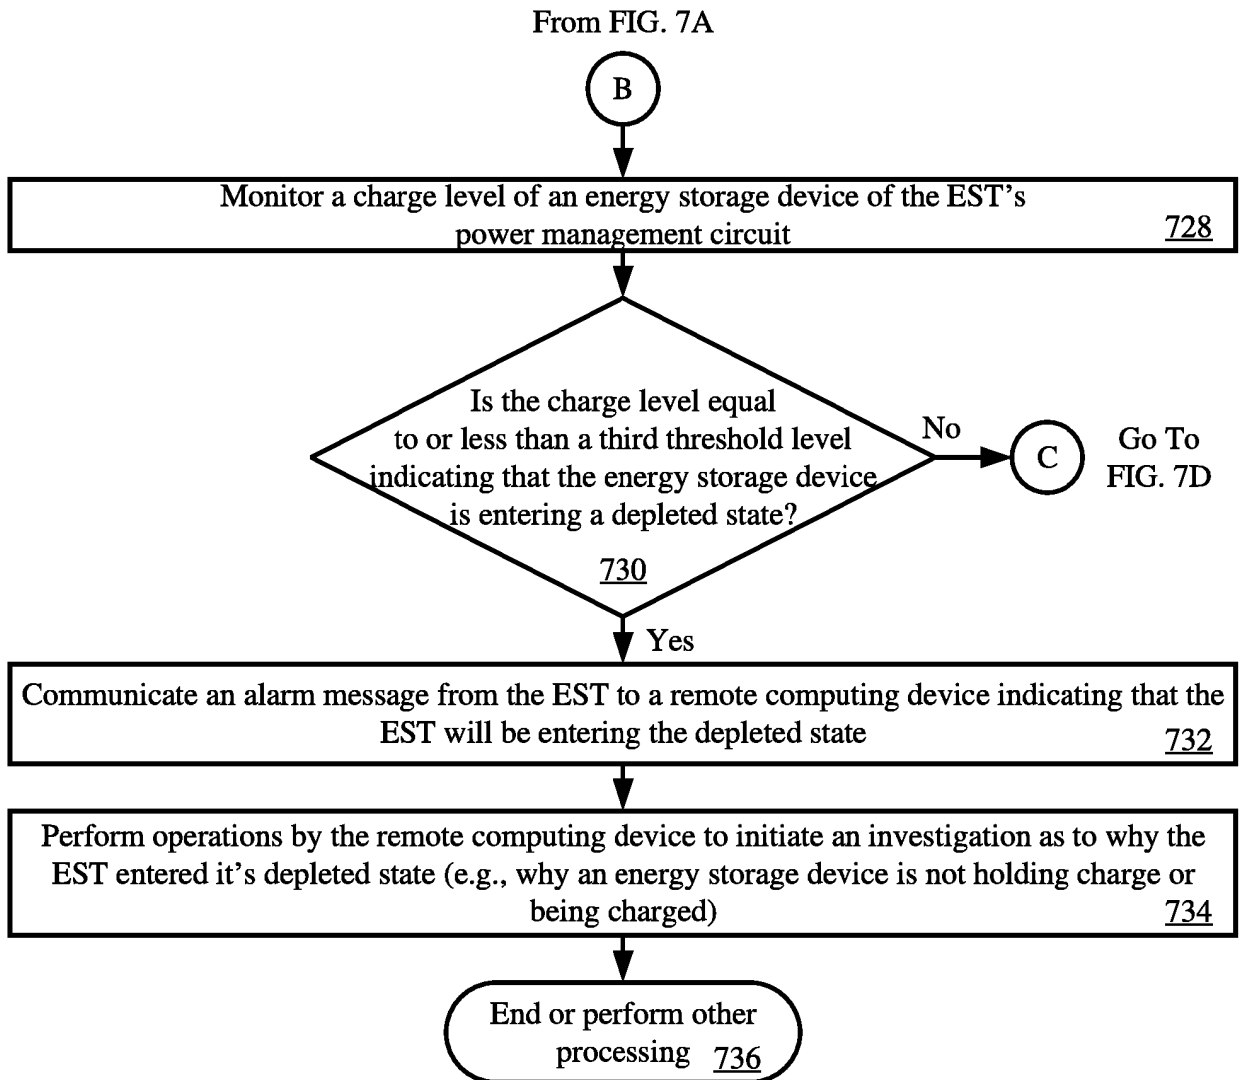 From FIG. 7A
B
Monitor a charge level of an energy storage device of the EST's
power management circuit
728
Is the charge level equal
to or less than a third threshold level
indicating that the energy storage device
is entering a depleted state?
730
No
C
Go To
FIG. 7D
Yes
Communicate an alarm message from the EST to a remote computing device indicating that the
EST will be entering the depleted state
732
Perform operations by the remote computing device to initiate an investigation as to why the
EST entered it's depleted state (e.g., why an energy storage device is not holding charge or
being charged)
734
End or perform other
processing 736